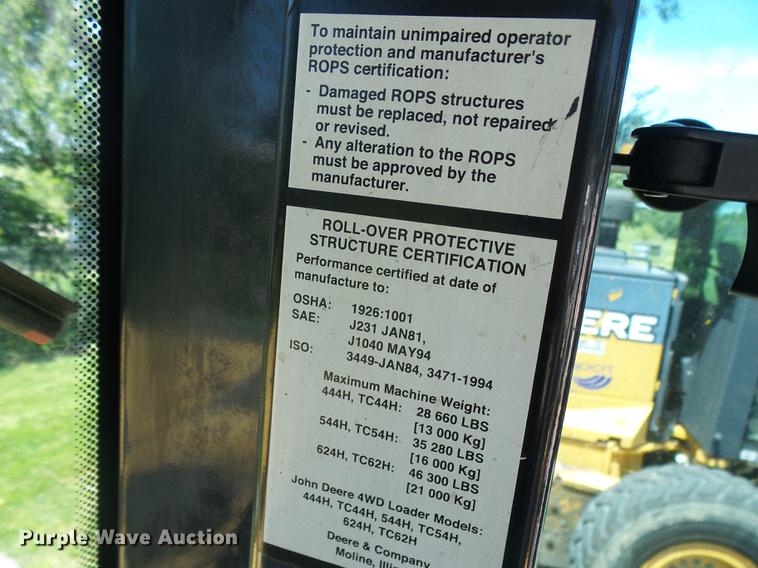 To maintain unimpaired operator
protection and manufacturer's
ROPS certification:
- Damaged ROPS structures
must be replaced, not repaired
or revised.
- Any alteration to the ROPS
must be approved by the
manufacturer.
ROLL-OVER PROTECTIVE
STRUCTURE CERTIFICATION
Performance certified at date of
manufacture to:
OSHA: 1926:1001
SAE: J231 JAN81,
J1040 MAY94
ISO: 3449-JAN84, 3471-1994
Maximum Machine Weight:
444H, TC44H: 28 660 LBS
[13 000 Kg]
544H, TC54H: 35 280 LBS
[16 000 Kg]
624H, TC62H: 46 300 LBS
[21 000 Kg]
John Deere 4WD Loader Models:
444H, TC44H, 544H, TC54H,
624H, TC62H
Deere & Company
Moline, Illi
ERE
Purple Wave Auction